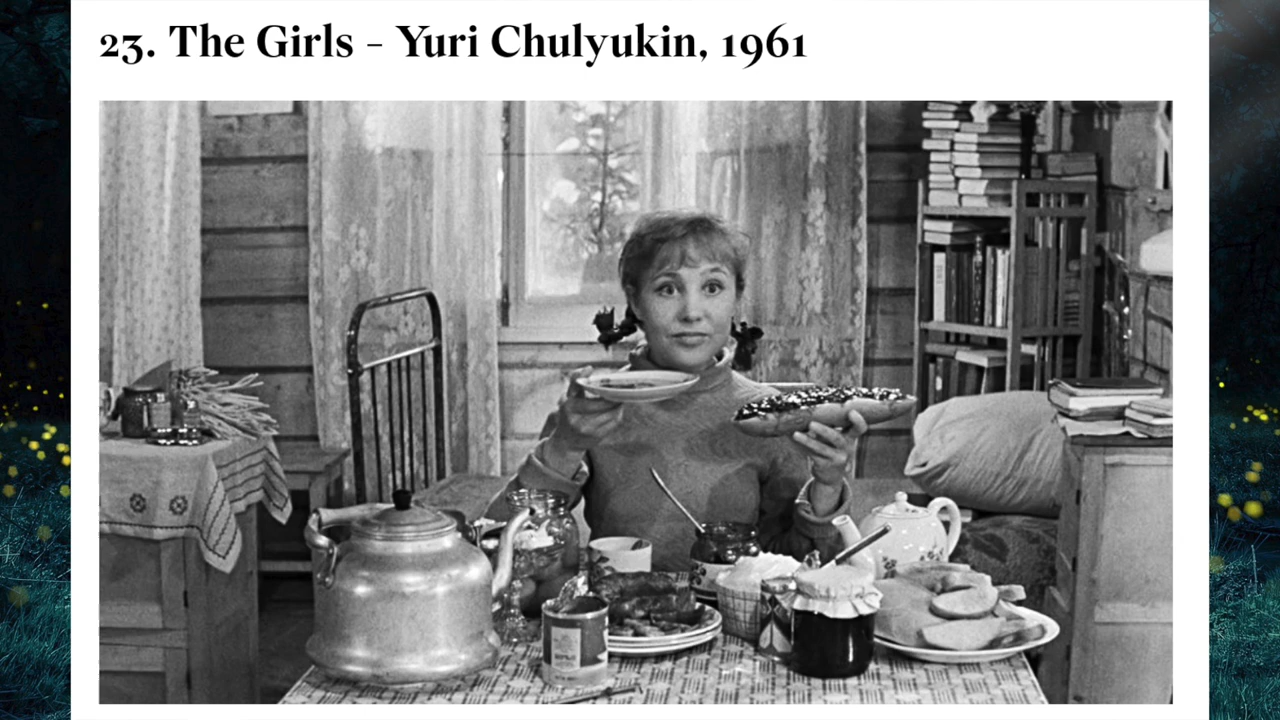 23. The Girls – Yuri Chulyukin, 1961